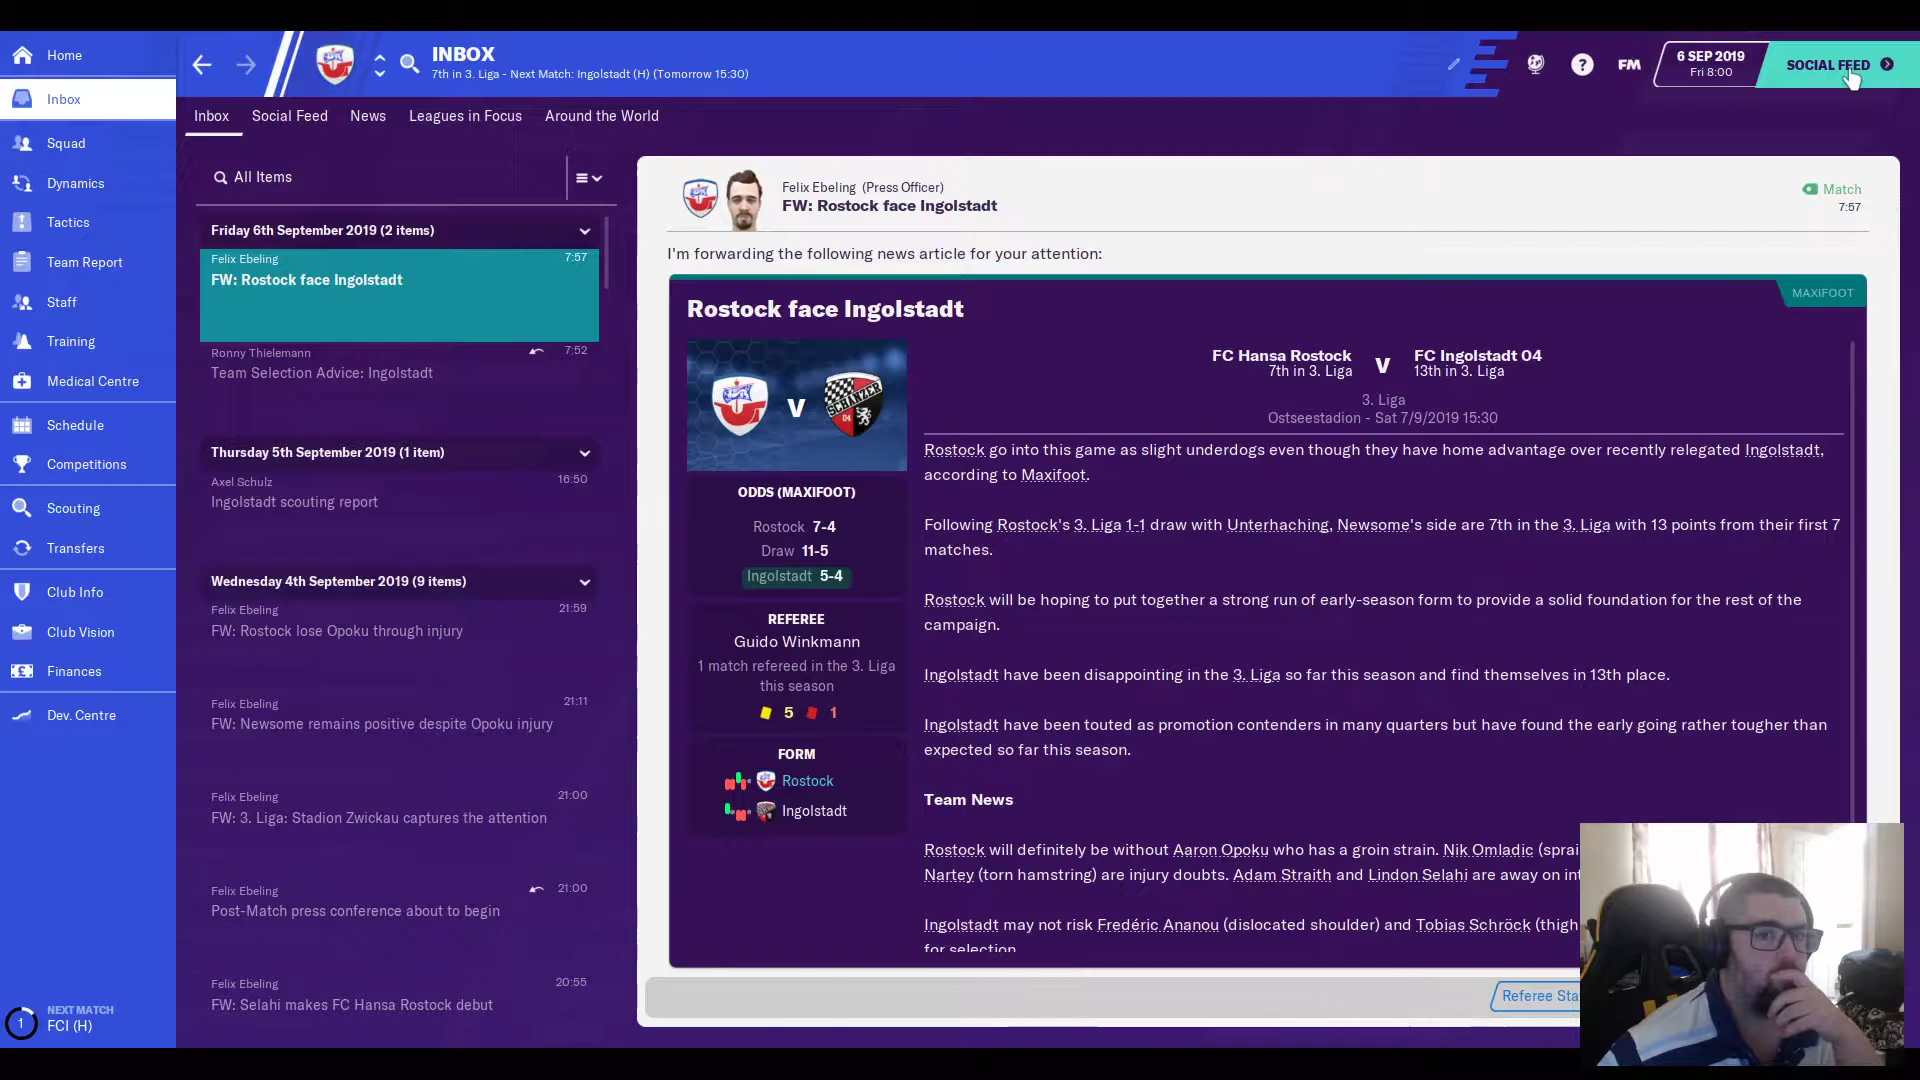 Home
Inbox
Squad
Dynamics
Tactics
Team Report
Staff
Training
Medical Centre
Schedule
Competitions
Scouting
Transfers
Club Info
Club Vision
Finances
Dev. Centre
1
NEXT MATCH
FCI (H)
INBOX
7th in 3. Liga - Next Match: Ingolstadt (H) (Tomorrow 15:30)
?
FM
6 SEP 2019
Fri 8:00
SOCIAL FEED
Inbox Social Feed News Leagues in Focus Around the World
All Items
Friday 6th September 2019 (2 items)
Felix Ebeling 7:57
FW: Rostock face Ingolstadt
Ronny Thielemann 7:52
Team Selection Advice: Ingolstadt
Thursday 5th September 2019 (1 item)
Axel Schulz 16:50
Ingolstadt scouting report
Wednesday 4th September 2019 (9 items)
Felix Ebeling 21:59
FW: Rostock lose Opoku through injury
Felix Ebeling 21:11
FW: Newsome remains positive despite Opoku injury
Felix Ebeling 21:00
FW: 3. Liga: Stadion Zwickau captures the attention
Felix Ebeling 21:00
Post-Match press conference about to begin
Felix Ebeling 20:55
FW: Selahi makes FC Hansa Rostock debut
Felix Ebeling (Press Officer)
FW: Rostock face Ingolstadt
Match
7:57
I'm forwarding the following news article for your attention:
Rostock face Ingolstadt
MAXIFOOT
V
SCHANZER
04
ODDS (MAXIFOOT)
Rostock 7-4
Draw 11-5
Ingolstadt 5-4
REFEREE
Guido Winkmann
1 match refereed in the 3. Liga
this season
5 1
FORM
Rostock
Ingolstadt
FC Hansa Rostock V FC Ingolstadt 04
7th in 3. Liga 13th in 3. Liga
3. Liga
Ostseestadion - Sat 7/9/2019 15:30
Rostock go into this game as slight underdogs even though they have home advantage over recently relegated Ingolstadt,
according to Maxifoot.
Following Rostock's 3. Liga 1-1 draw with Unterhaching, Newsome's side are 7th in the 3. Liga with 13 points from their first 7
matches.
Rostock will be hoping to put together a strong run of early-season form to provide a solid foundation for the rest of the
campaign.
Ingolstadt have been disappointing in the 3. Liga so far this season and find themselves in 13th place.
Ingolstadt have been touted as promotion contenders in many quarters but have found the early going rather tougher than
expected so far this season.
Team News
Rostock will definitely be without Aaron Opoku who has a groin strain. Nik Omladic (sprai
Nartey (torn hamstring) are injury doubts. Adam Straith and Lindon Selahi are away on int
Ingolstadt may not risk Fredéric Ananou (dislocated shoulder) and Tobias Schröck (thigh
for selection
Referee Sta